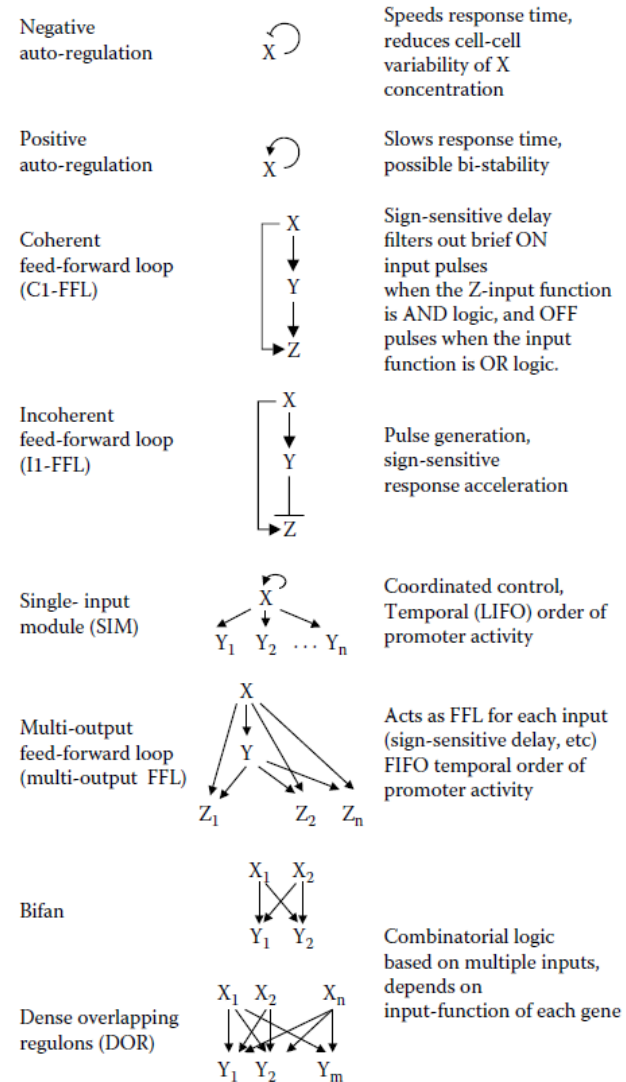 Negative
auto-regulation
X
Speeds response time,
reduces cell-cell
variability of X
concentration
Positive
auto-regulation
X
Slows response time,
possible bi-stability
Coherent
feed-forward loop
(C1-FFL)
X
Y
Z
Sign-sensitive delay
filters out brief ON
input pulses
when the Z-input function
is AND logic, and OFF
pulses when the input
function is OR logic.
Incoherent
feed-forward loop
(I1-FFL)
X
Y
Z
Pulse generation,
sign-sensitive
response acceleration
Single- input
module (SIM)
X
Y1 Y2 ... Yn
Coordinated control,
Temporal (LIFO) order of
promoter activity
Multi-output
feed-forward loop
(multi-output FFL)
X
Y
Z1 Z2 Zn
Acts as FFL for each input
(sign-sensitive delay, etc)
FIFO temporal order of
promoter activity
Bifan
X1 X2
Y1 Y2
Dense overlapping
regulons (DOR)
X1 X2 Xn
Y1 Y2 Ym
Combinatorial logic
based on multiple inputs,
depends on
input-function of each gene